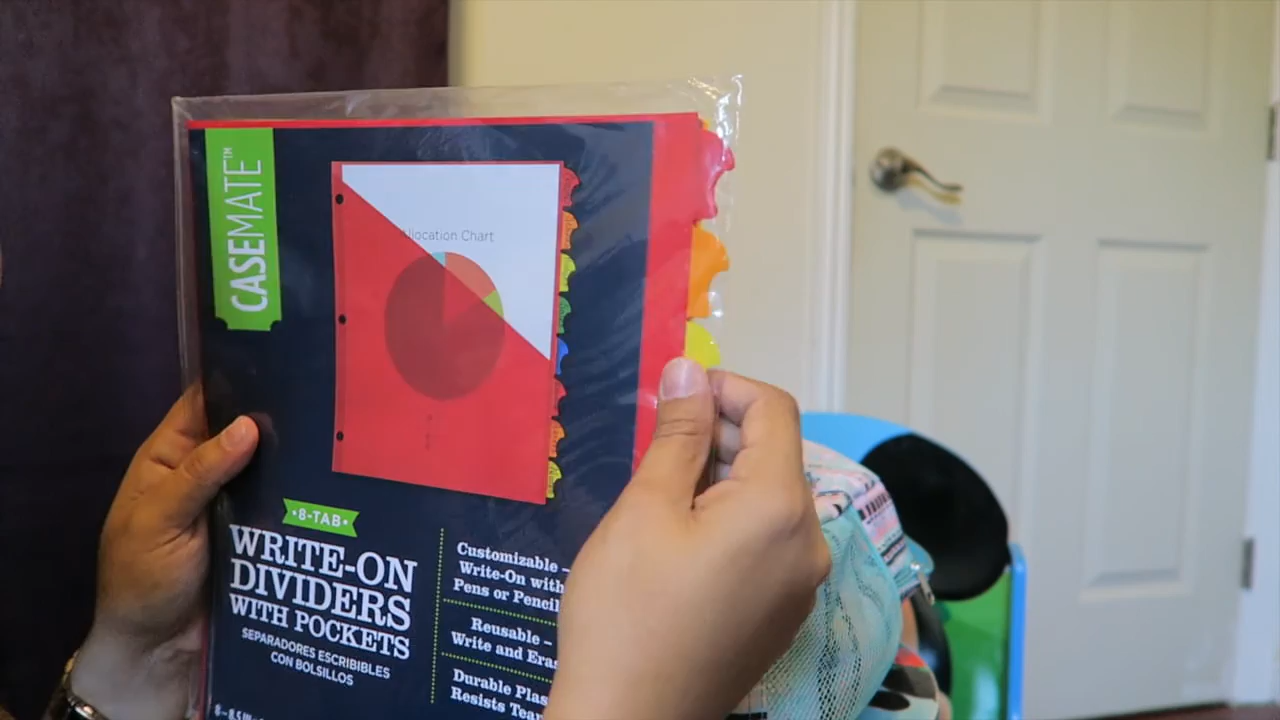 CASEMATE™
Allocation Chart
•8-TAB•
WRITE-ON
DIVIDERS
WITH POCKETS
SEPARADORES ESCRIBIBLES
CON BOLSILLOS
Customizable –
Write-On with
Pens or Pencil
Reusable –
Write and Eras
Durable Plas
Resists Tear